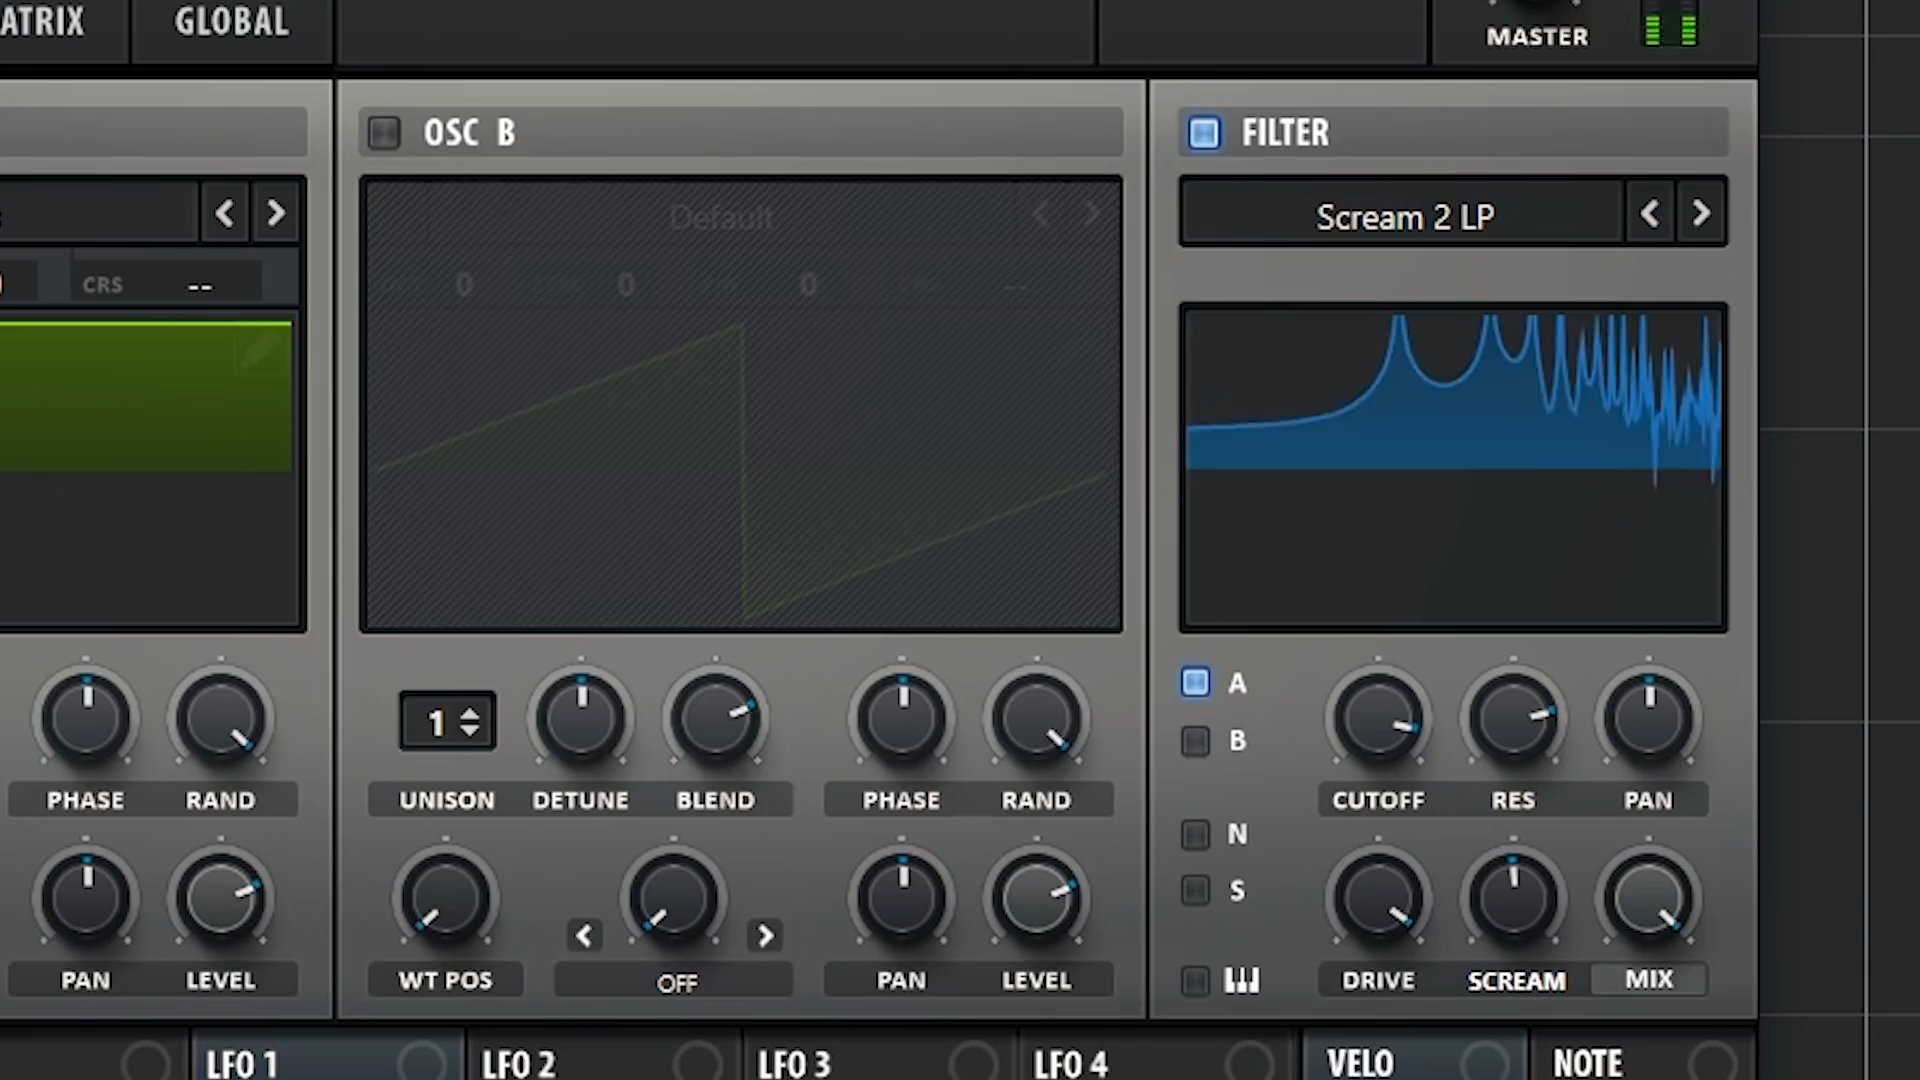 ATRIX GLOBAL MASTER
OSC B FILTER
Default Scream 2 LP
CRS -- 0 0 0 --
A
1 B
PHASE RAND UNISON DETUNE BLEND PHASE RAND CUTOFF RES PAN
N
S
PAN LEVEL WT POS OFF PAN LEVEL DRIVE SCREAM MIX
LFO 1 LFO 2 LFO 3 LFO 4 VELO NOTE